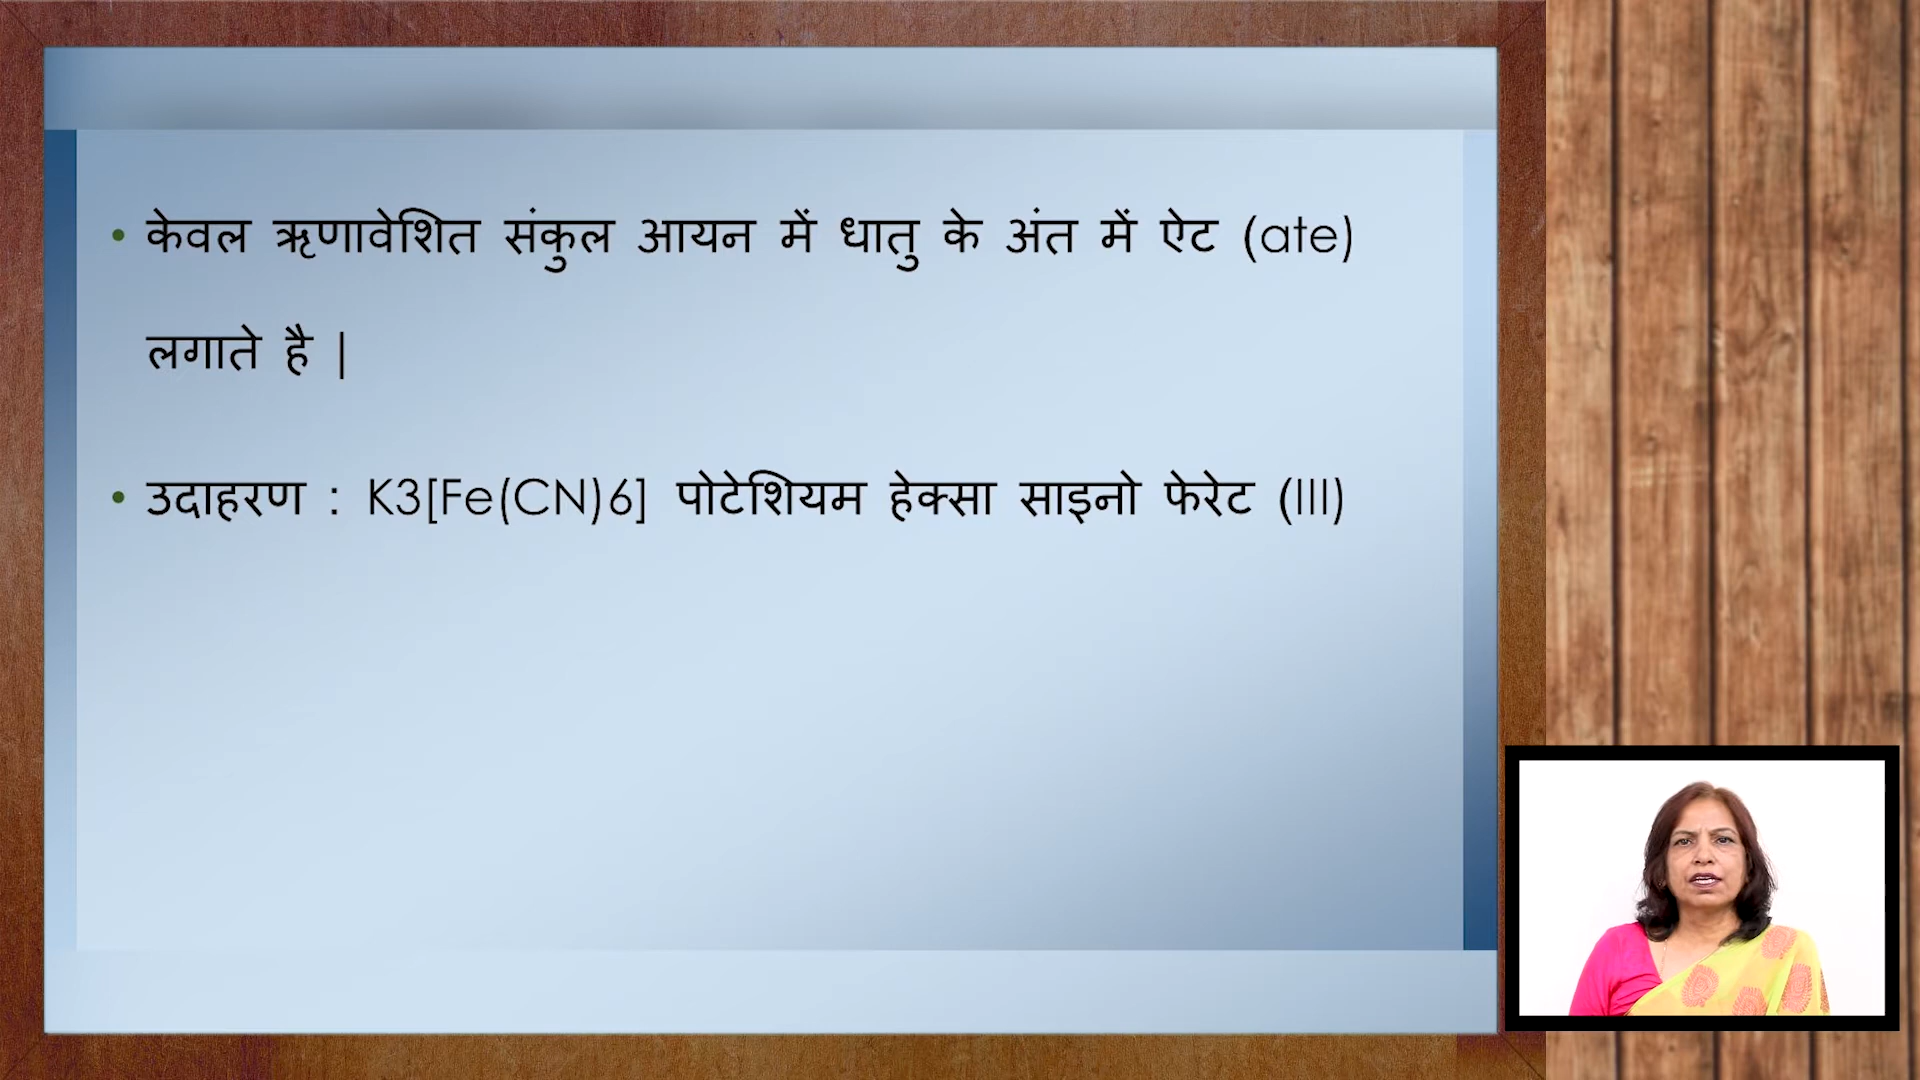 • केवल ऋणावेशित संकुल आयन में धातु के अंत में ऐट (ate)
लगाते है |
• उदाहरण : K3[Fe(CN)6] पोटेशियम हेक्सा साइनो फेरेट (III)